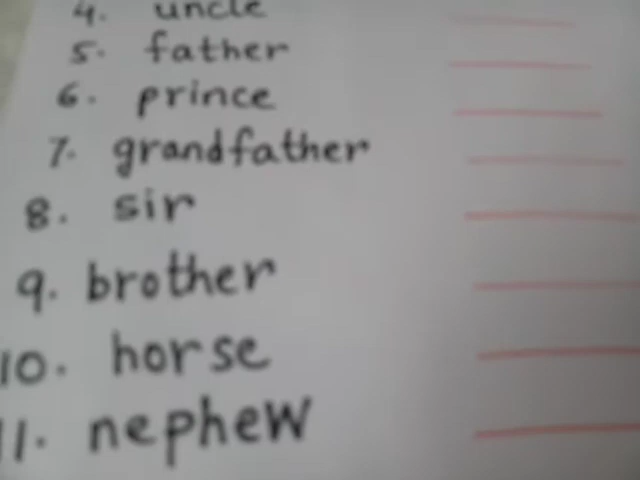 4. uncle
5. father
6. prince
7. grandfather
8. sir
9. brother
10. horse
11. nephew